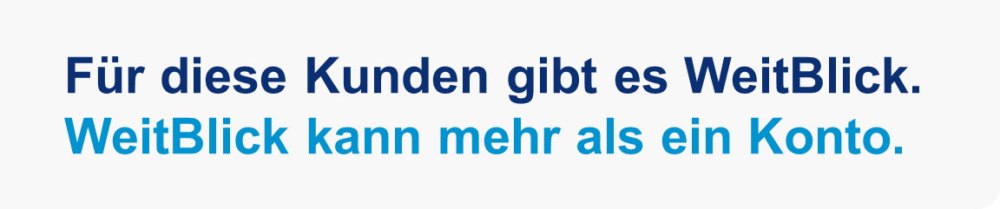 Für diese Kunden gibt es WeitBlick.
WeitBlick kann mehr als ein Konto.